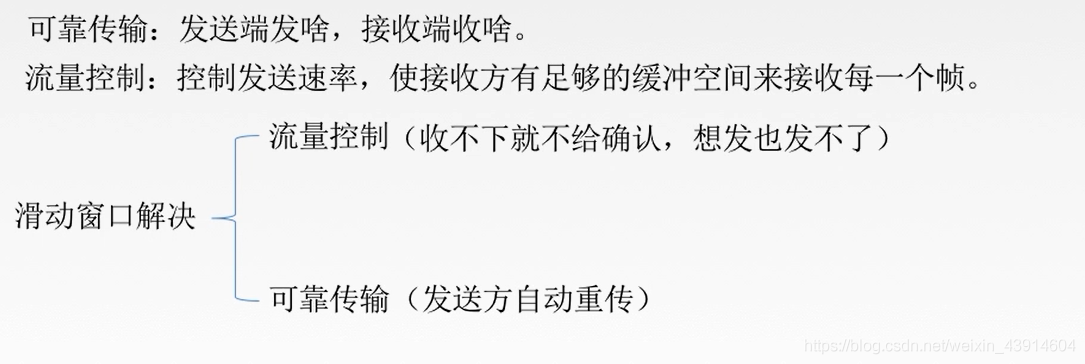 可靠传输：发送端发啥，接收端收啥。
流量控制：控制发送速率，使接收方有足够的缓冲空间来接收每一个帧。
流量控制（收不下就不给确认，想发也发不了）
滑动窗口解决
可靠传输（发送方自动重传）
https://blog.csdn.net/weixin_43914604